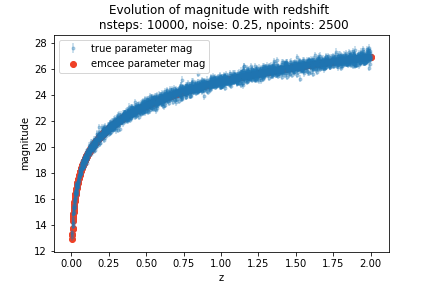 Evolution of magnitude with redshift
nsteps: 10000, noise: 0.25, npoints: 2500
true parameter mag
emcee parameter mag
magnitude
28
26
24
22
20
18
16
14
12
0.00 0.25 0.50 0.75 1.00 1.25 1.50 1.75 2.00
z